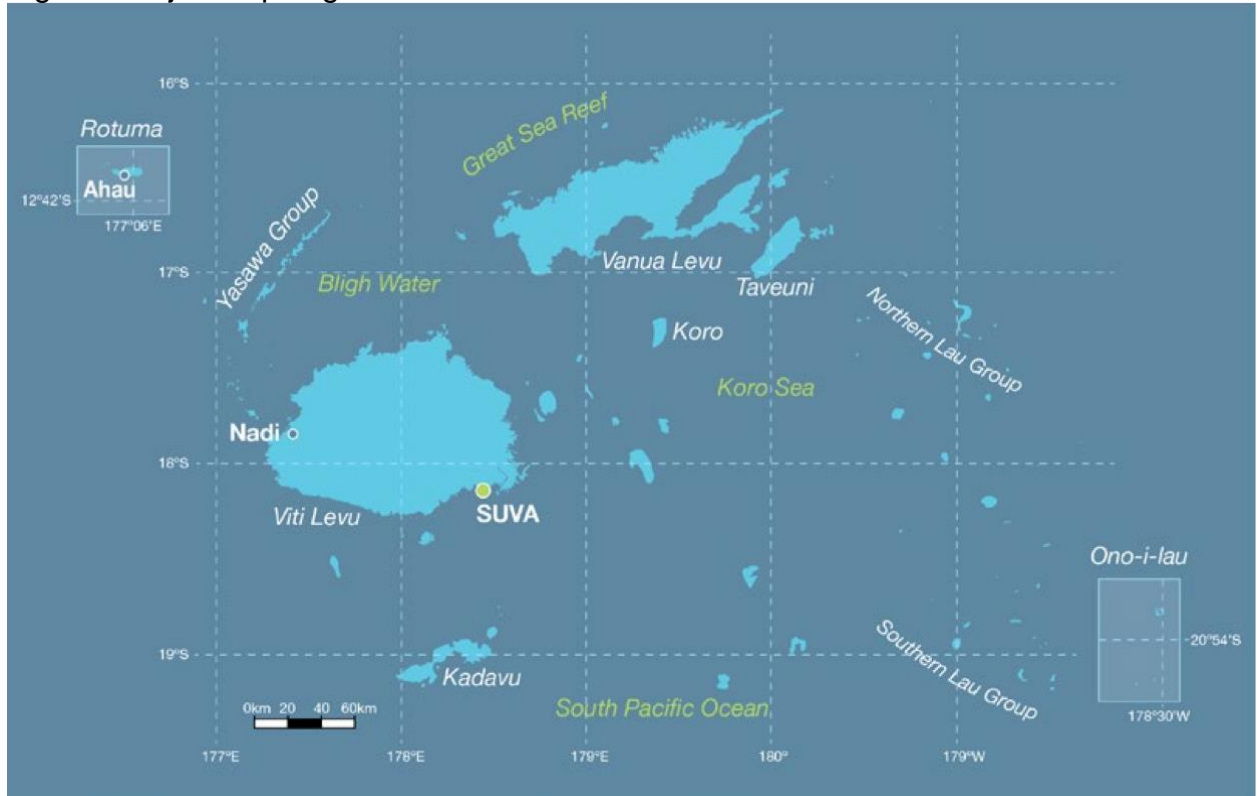 16°S
Great Sea Reef
Rotuma
Ahau
12°42'S
177°06'E
Yasawa Group
Bligh Water
Vanua Levu
17°S
Taveuni
Northern Lau Group
Koro
Koro Sea
Nadi
18°S
Viti Levu
SUVA
Ono-i-lau
20°54'S
178°30'W
Southern Lau Group
19°S
Kadavu
0km 20 40 60km
South Pacific Ocean
177°E 178°E 179°E 180° 179°W